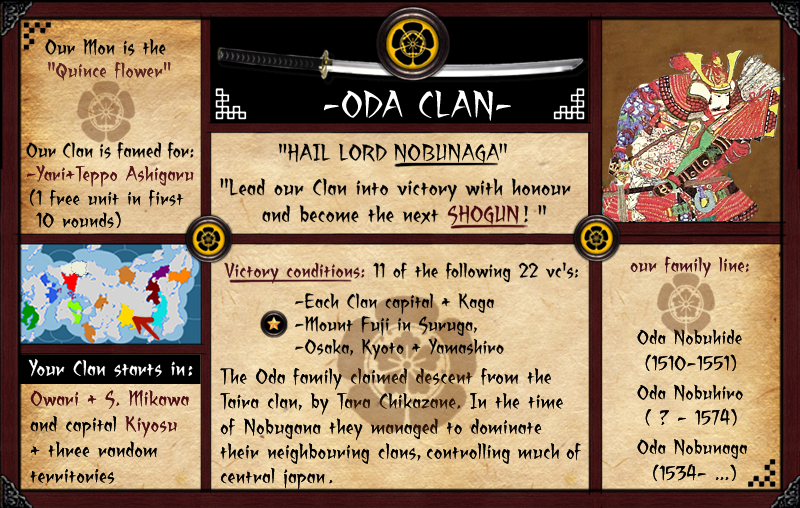 Our Mon is the
"Quince flower"
Our Clan is famed for:
-Yari+Teppo Ashigaru
(1 free unit in first
10 rounds)
-ODA CLAN-
"HAIL LORD NOBUNAGA"
"Lead our Clan into victory with honour
and become the next SHOGUN! "
Your Clan starts in:
Owari + S. Mikawa
and capital Kiyosu
+ three random
territories
Victory conditions: 11 of the following 22 vc's:
-Each Clan capital + Kaga
-Mount Fuji in Suruga,
-Osaka, Kyoto + Yamashiro
The Oda family claimed descent from the
Taira clan, by Tara Chikazane. In the time
of Nobugana they managed to dominate
their neighbouring clans, controlling much of
central japan.
our family line:
Oda Nobuhide
(1510-1551)
Oda Nobuhiro
( ? - 1574)
Oda Nobunaga
(1534- ...)